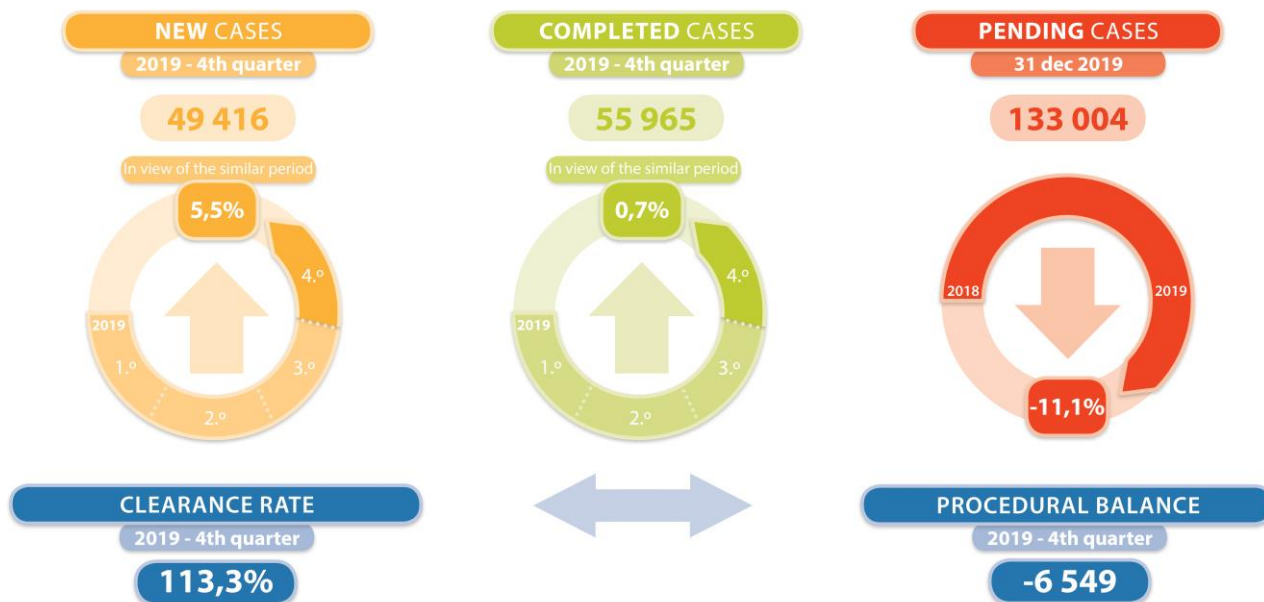 NEW CASES
2019 - 4th quarter
49 416
In view of the similar period
5,5%
4.º
2019
1.º
3.º
2.º
COMPLETED CASES
2019 - 4th quarter
55 965
In view of the similar period
0,7%
4.º
2019
1.º
3.º
2.º
PENDING CASES
31 dec 2019
133 004
2018
2019
-11,1%
CLEARANCE RATE
2019 - 4th quarter
113,3%
PROCEDURAL BALANCE
2019 - 4th quarter
-6 549